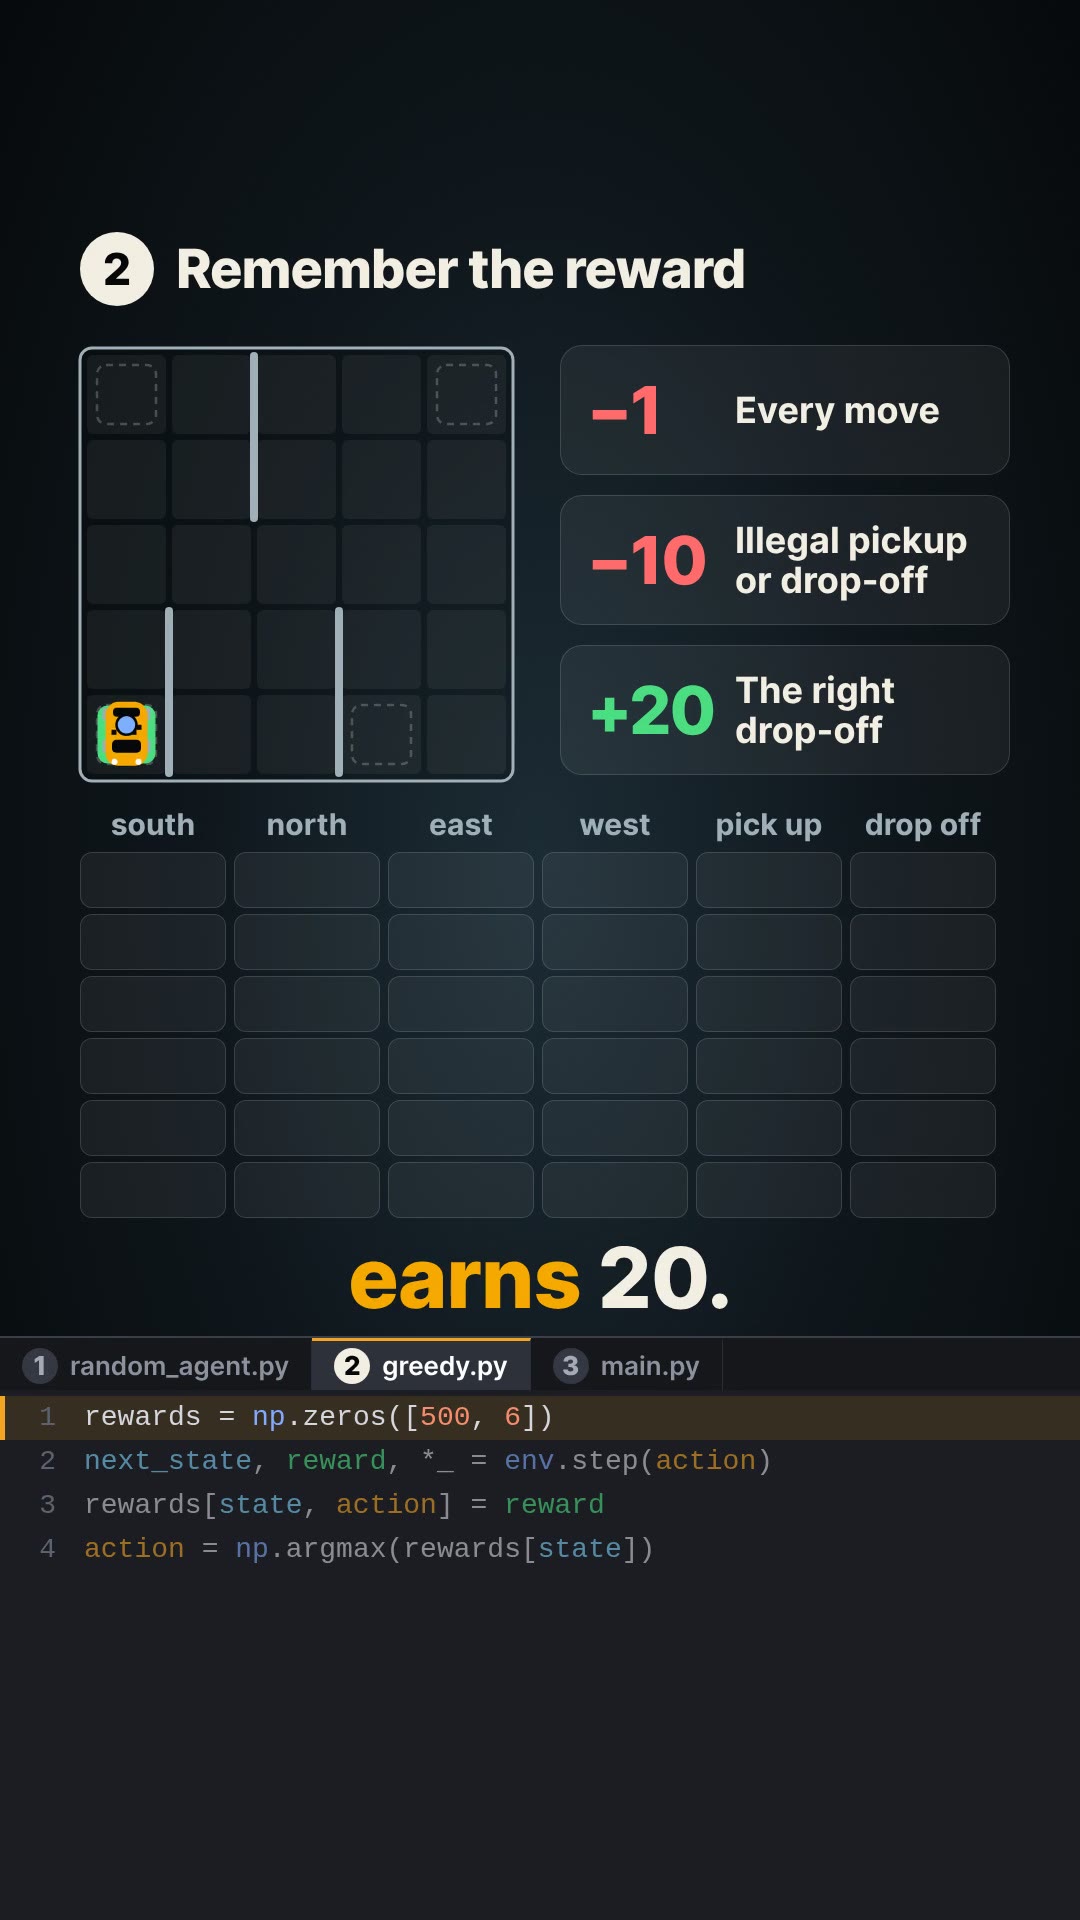 2 Remember the reward
−1 Every move
−10 Illegal pickup
or drop-off
+20 The right
drop-off
south north east west pick up drop off
earns 20.
1 random_agent.py 2 greedy.py 3 main.py
1 rewards = np.zeros([500, 6])
2 next_state, reward, *_ = env.step(action)
3 rewards[state, action] = reward
4 action = np.argmax(rewards[state])